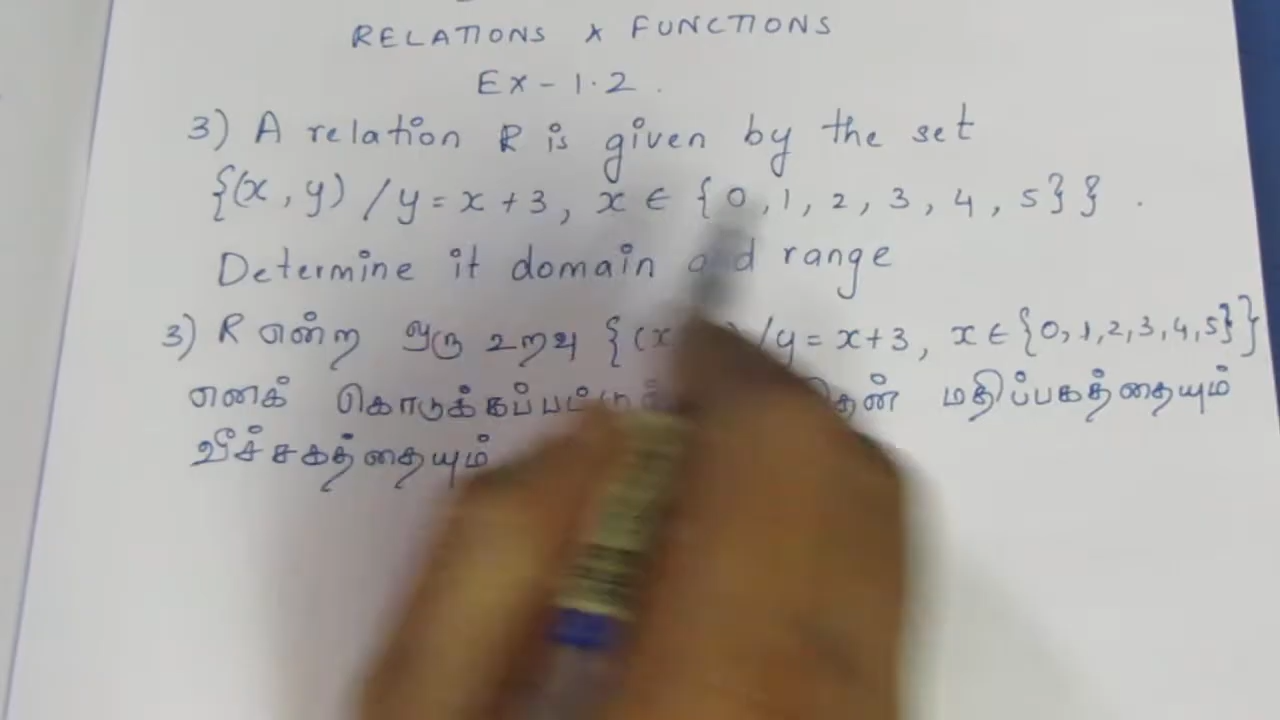 RELATIONS & FUNCTIONS
EX - 1.2.
3) A relation R is given by the set
{(x, y) / y = x + 3, x ∈ {0, 1, 2, 3, 4, 5}}.
Determine it domain and range
3) R என்ற ஒரு உறவு {(x /y = x+3, x ∈ {0, 1, 2, 3, 4, 5}}
எனக் மதிப்பகத்தையும்
வீச்சகத்தையும்